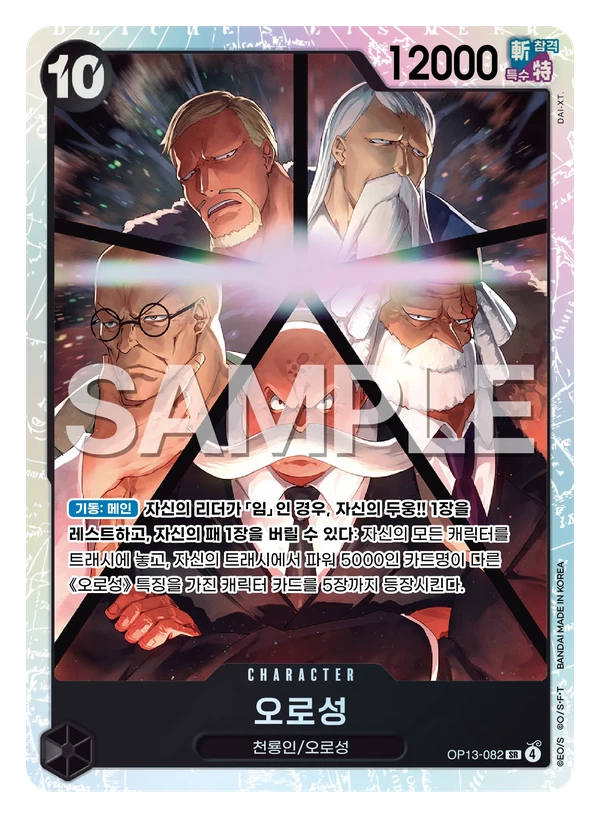 10
12000
斬 참격
특수 特
DAI-XT.
SAMPLE
기동: 메인 자신의 리더가 「임」인 경우, 자신의 두웅!! 1장을
레스트하고, 자신의 패 1장을 버릴 수 있다: 자신의 모든 캐릭터를
트래시에 놓고, 자신의 트래시에서 파워 5000인 카드명이 다른
《오로성》 특징을 가진 캐릭터 카드를 5장까지 등장시킨다.
CHARACTER
오로성
천룡인/오로성
OP13-082 SR 4
©EO/S ©O/S·F·T BANDAI MADE IN KOREA